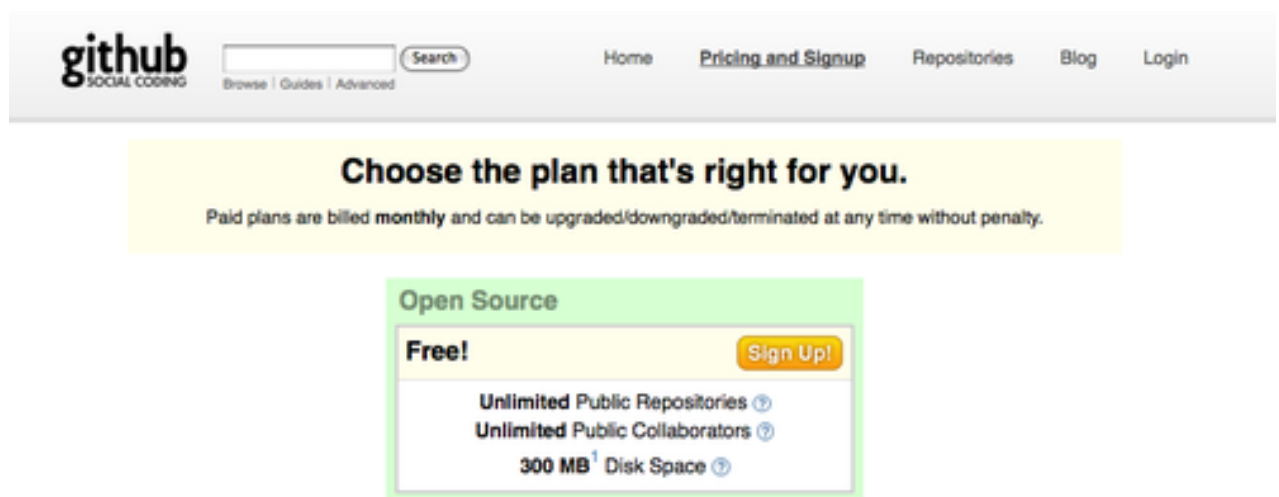 github
SOCIAL CODING
Search
Browse | Guides | Advanced
Home Pricing and Signup Repositories Blog Login
Choose the plan that's right for you.
Paid plans are billed monthly and can be upgraded/downgraded/terminated at any time without penalty.
Open Source
Free! Sign Up!
Unlimited Public Repositories ?
Unlimited Public Collaborators ?
300 MB¹ Disk Space ?